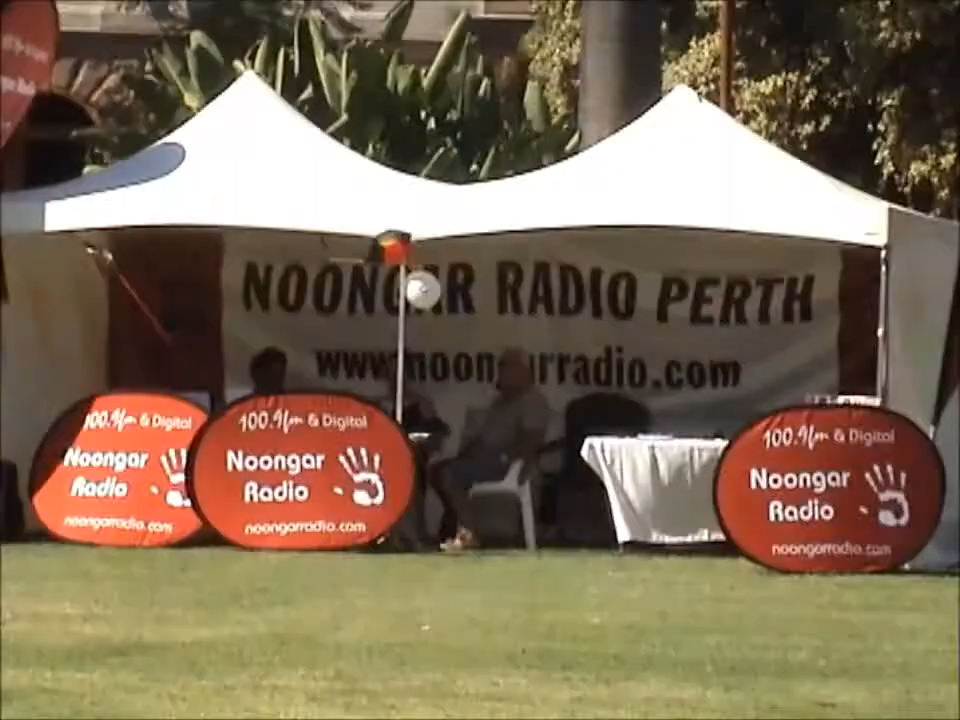 NOONGAR RADIO PERTH
www.noongarradio.com
100.9fm & Digital
Noongar
Radio
noongarradio.com
100.9fm & Digital
Noongar
Radio
noongarradio.com
100.9fm & Digital
Noongar
Radio
noongarradio.com